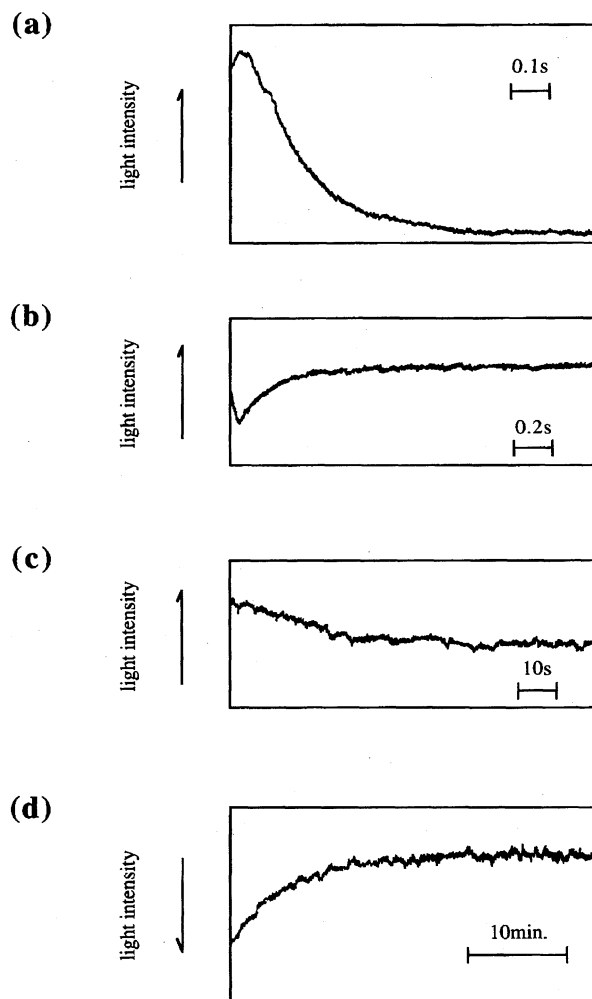 (a)
light intensity
0.1s
(b)
light intensity
0.2s
(c)
light intensity
10s
(d)
light intensity
10min.